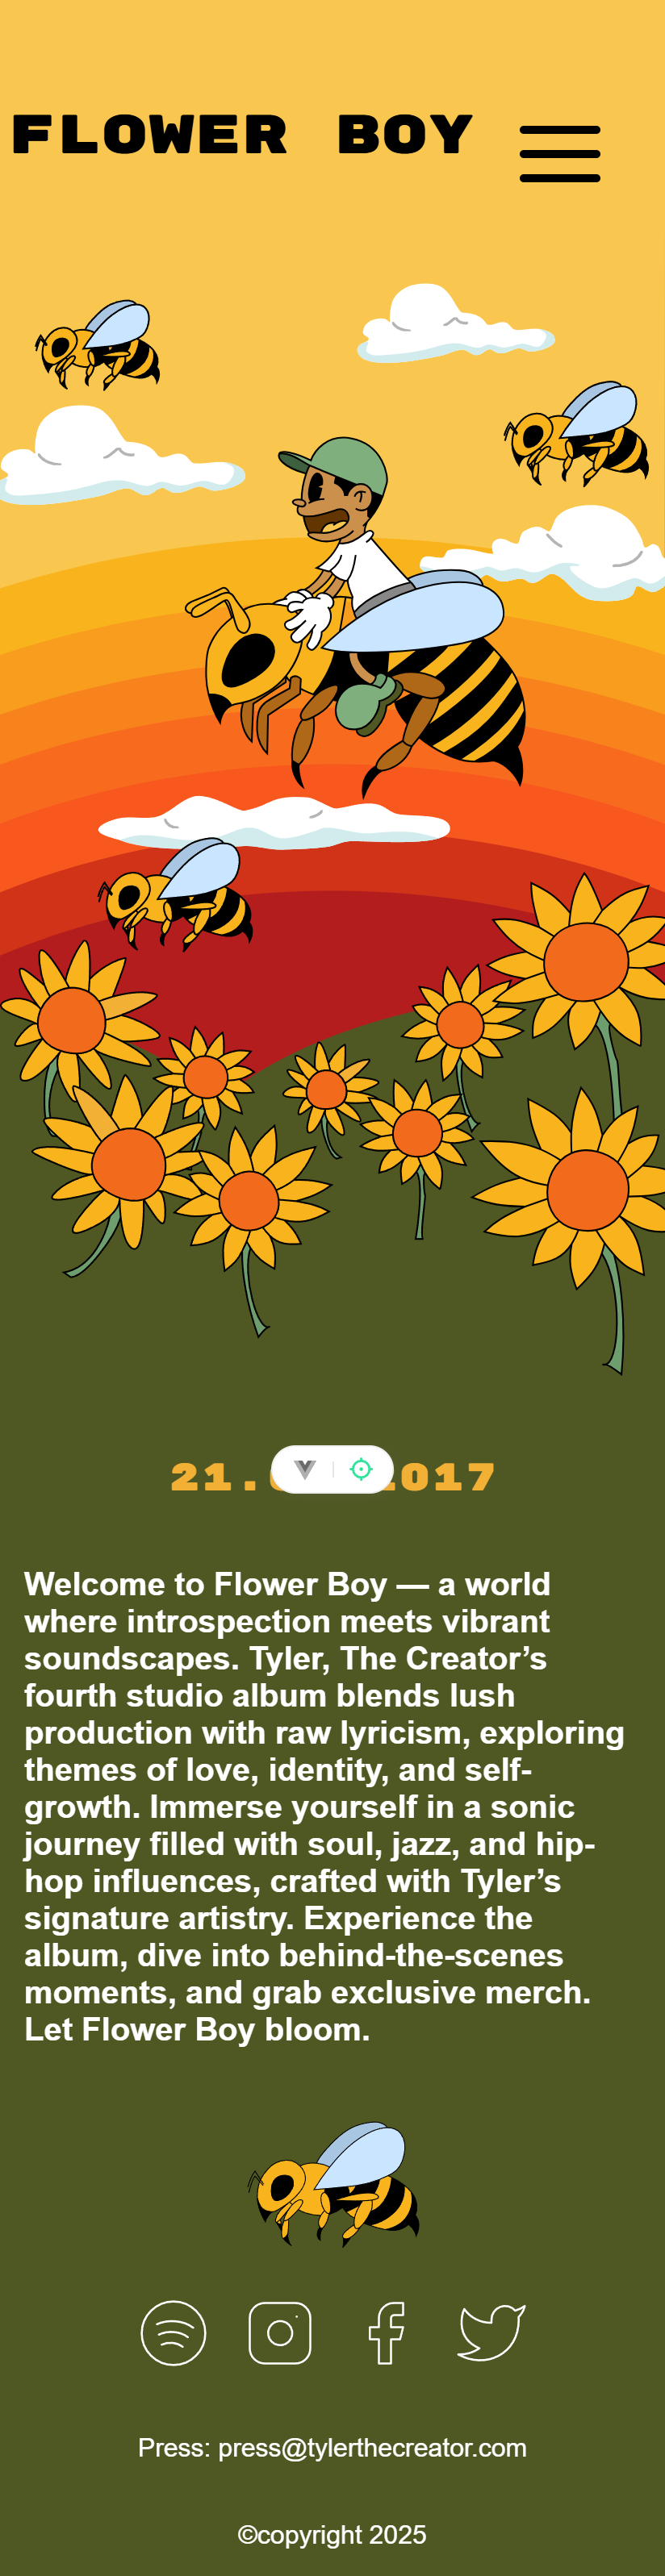 FLOWER BOY
21. 2017
Welcome to Flower Boy — a world
where introspection meets vibrant
soundscapes. Tyler, The Creator’s
fourth studio album blends lush
production with raw lyricism, exploring
themes of love, identity, and self-
growth. Immerse yourself in a sonic
journey filled with soul, jazz, and hip-
hop influences, crafted with Tyler’s
signature artistry. Experience the
album, dive into behind-the-scenes
moments, and grab exclusive merch.
Let Flower Boy bloom.
Press: press@tylerthecreator.com
©copyright 2025